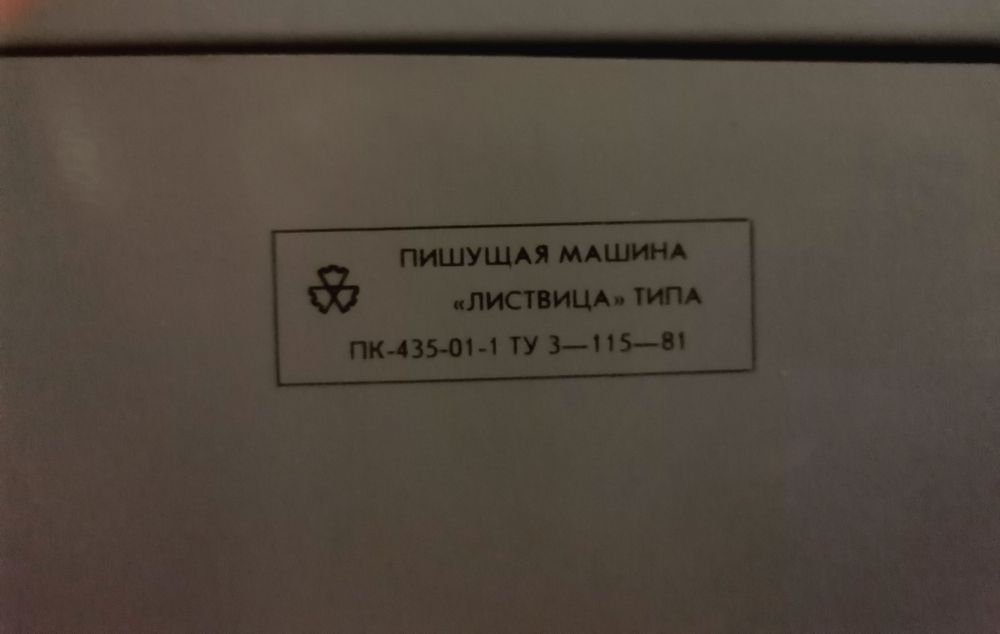 ПИШУЩАЯ МАШИНА
«ЛИСТВИЦА» ТИПА
ПК-435-01-1 ТУ 3—115—81